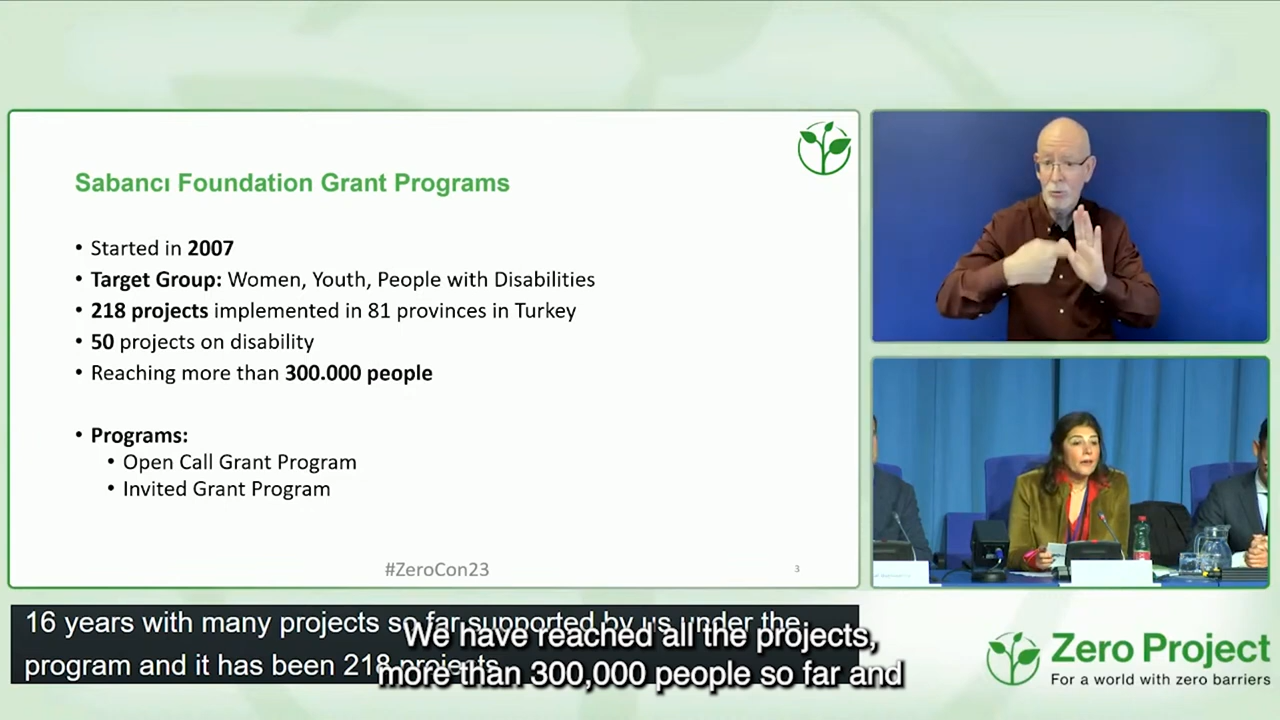 Sabancı Foundation Grant Programs
• Started in 2007
• Target Group: Women, Youth, People with Disabilities
• 218 projects implemented in 81 provinces in Turkey
• 50 projects on disability
• Reaching more than 300.000 people
• Programs:
• Open Call Grant Program
• Invited Grant Program
#ZeroCon23
3
16 years with many projects so far supported by us under the
program and it has been 218 projects
We have reached all the projects,
more than 300,000 people so far and
Zero Project
For a world with zero barriers